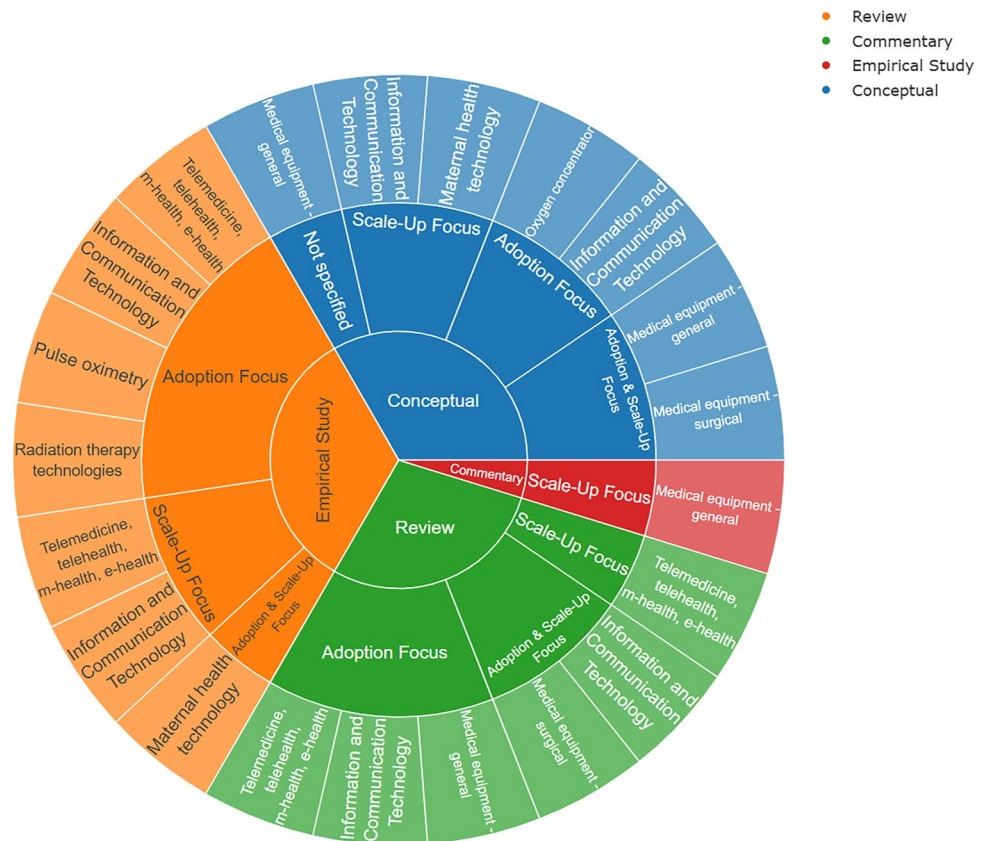 Review
Commentary
Empirical Study
Conceptual
Medical equipment -
general
Information and
Communication
Technology
Maternal health
technology
Oxygen concentrator
Information and
Communication
Technology
Medical equipment -
general
Medical equipment -
surgical
Not specified
Scale-Up Focus
Adoption Focus
Adoption & Scale-Up
Focus
Conceptual
Telemedicine,
telehealth,
m-health, e-health
Information and
Communication
Technology
Pulse oximetry
Radiation therapy
technologies
Telemedicine,
telehealth,
m-health, e-health
Information and
Communication
Technology
Maternal health
technology
Adoption Focus
Scale-Up Focus
Adoption & Scale-Up
Focus
Empirical Study
Commentary
Scale-Up Focus
Medical equipment -
general
Review
Scale-Up Focus
Adoption & Scale-Up
Focus
Adoption Focus
Telemedicine,
telehealth,
m-health, e-health
Information and
Communication
Technology
Medical equipment -
surgical
Medical equipment -
general
Information and
Communication
Technology
Telemedicine,
telehealth,
m-health, e-health